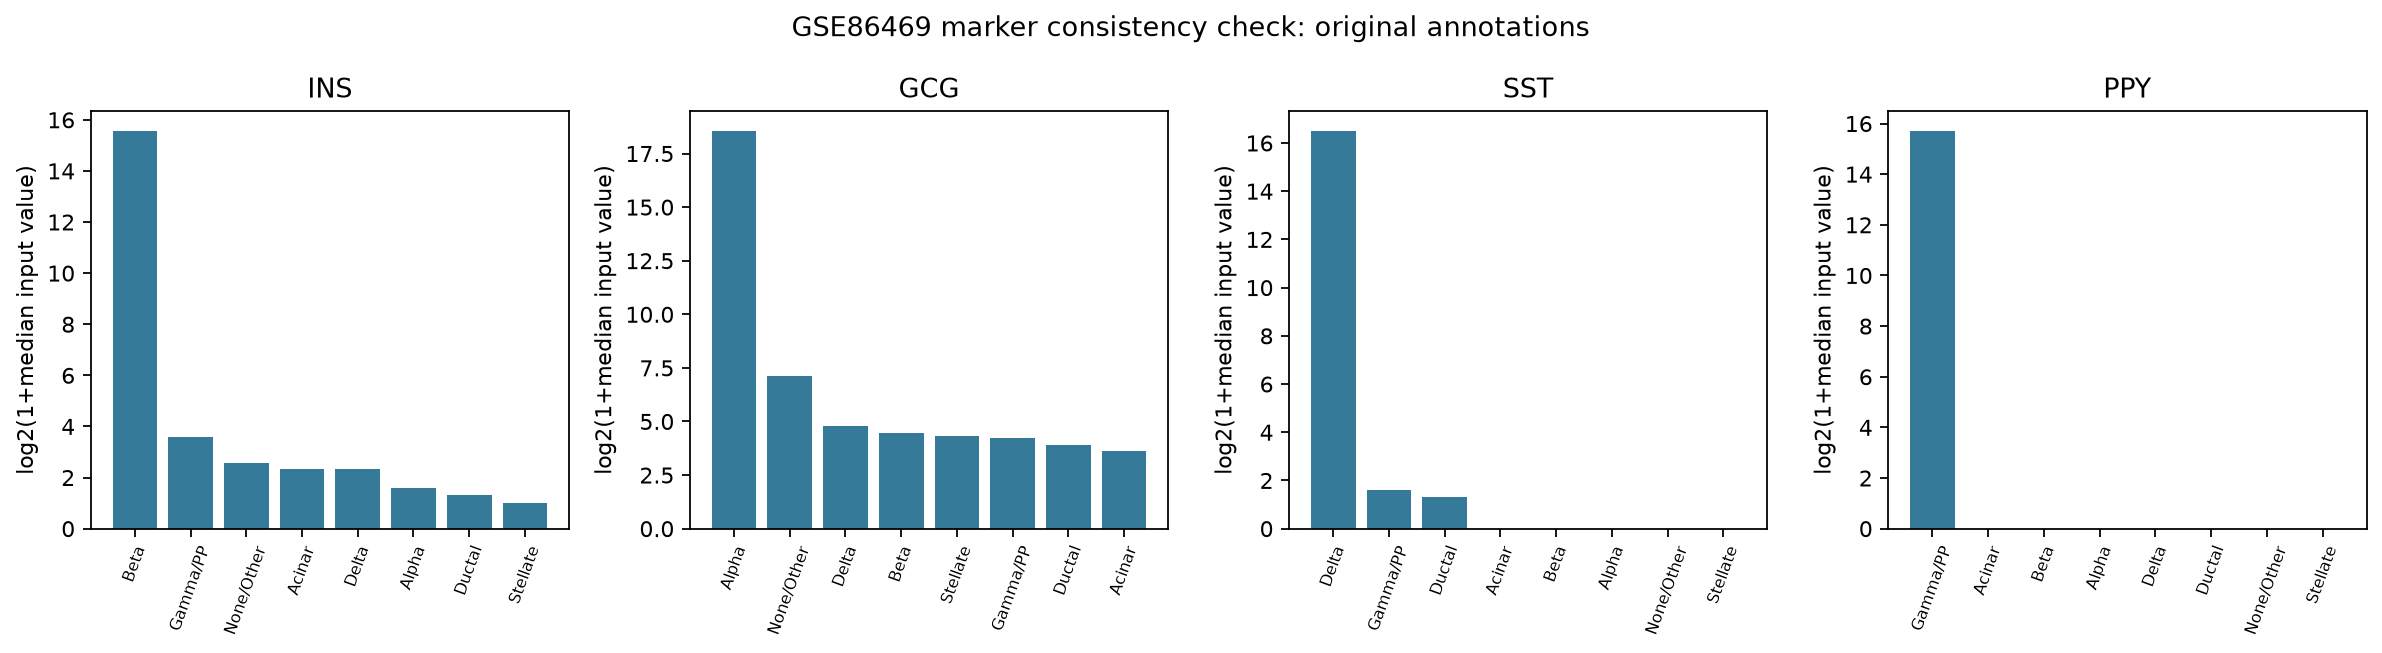 GSE86469 marker consistency check: original annotations
INS
log2(1+median input value)
16
14
12
10
8
6
4
2
0
Beta
Gamma/PP
None/Other
Acinar
Delta
Alpha
Ductal
Stellate
GCG
log2(1+median input value)
17.5
15.0
12.5
10.0
7.5
5.0
2.5
0.0
Alpha
None/Other
Delta
Beta
Stellate
Gamma/PP
Ductal
Acinar
SST
log2(1+median input value)
16
14
12
10
8
6
4
2
0
Delta
Gamma/PP
Ductal
Acinar
Beta
Alpha
None/Other
Stellate
PPY
log2(1+median input value)
16
14
12
10
8
6
4
2
0
Gamma/PP
Acinar
Beta
Alpha
Delta
Ductal
None/Other
Stellate